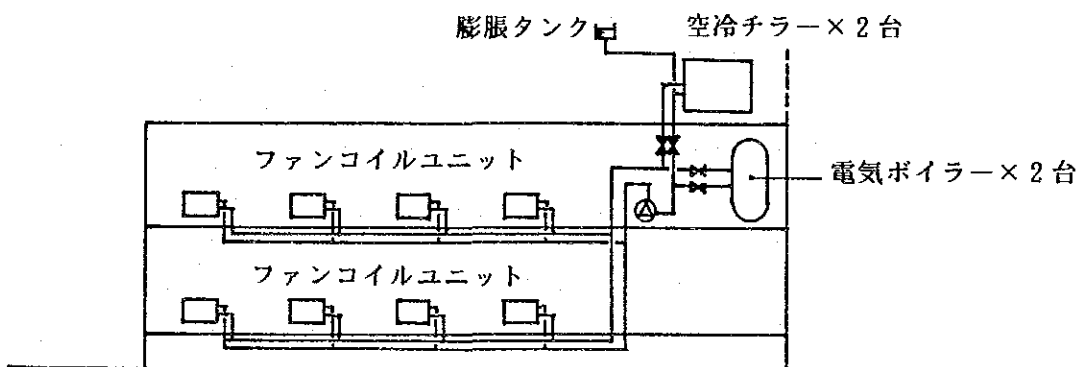 膨脹タンク
空冷チラー×2台
ファンコイルユニット
電気ボイラー×2台
ファンコイルユニット